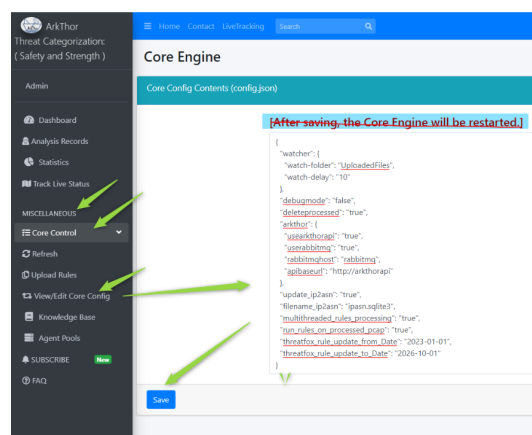 ArkThor
Threat Categorization:
( Safety and Strength )
Admin
Dashboard
Analysis Records
Statistics
Track Live Status
MISCELLANEOUS
Core Control
Refresh
Upload Rules
View/Edit Core Config
Knowledge Base
Agent Pools
SUBSCRIBE New
FAQ
Home Contact LiveTracking Search
Core Engine
Core Config Contents (config.json)
[After saving, the Core Engine will be restarted.]
{
"watcher": {
"watch-folder": "UploadedFiles",
"watch-delay": "10"
},
"debugmode": "false",
"deleteprocessed": "true",
"arkthor": {
"usearkthorapi": "true",
"userabbitmq": "true",
"rabbitmqhost": "rabbitmq",
"apibaseurl": "http://arkthorapi"
},
"update_ip2asn": "true",
"filename_ip2asn": "ipasn.sqlite3",
"multithreaded_rules_processing": "true",
"run_rules_on_processed_pcap": "true",
"threatfox_rule_update_from_Date": "2023-01-01",
"threatfox_rule_update_to_Date": "2026-10-01"
}
Save